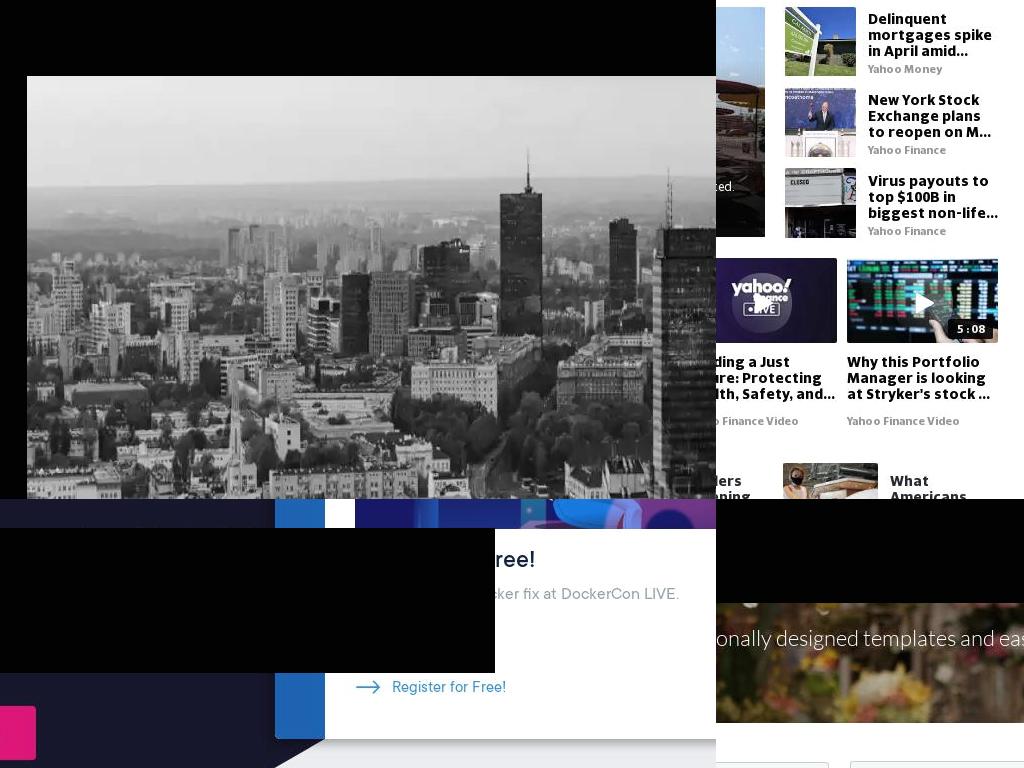 Delinquent
mortgages spike
in April amid...
Yahoo Money
New York Stock
Exchange plans
to reopen on M...
Yahoo Finance
CLOSED
Virus payouts to
top $100B in
biggest non-life...
Yahoo Finance
yahoo!
finance
LIVE
5:08
Why this Portfolio
Manager is looking
at Stryker's stock ...
Yahoo Finance Video
ding a Just
ure: Protecting
lth, Safety, and...
Finance Video
What
Americans
ree!
cker fix at DockerCon LIVE.
Register for Free!
onally designed templates and eas